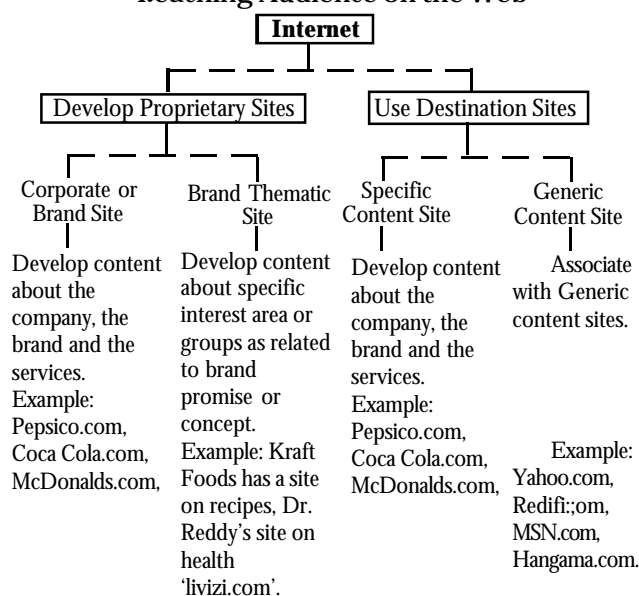 Reaching Audience on the Web
Internet
Develop Proprietary Sites
Use Destination Sites
Corporate or
Brand Site
Develop content
about the
company, the
brand and the
services.
Example:
Pepsico.com,
Coca Cola.com,
McDonalds.com,
Brand Thematic
Site
Develop content
about specific
interest area or
groups as related
to brand
promise or
concept.
Example: Kraft
Foods has a site
on recipes, Dr.
Reddy's site on
health
'livizi.com'.
Specific
Content Site
Develop content
about the
company, the
brand and the
services.
Example:
Pepsico.com,
Coca Cola.com,
McDonalds.com,
Generic
Content Site
Associate
with Generic
content sites.
Example:
Yahoo.com,
Redifi:;om,
MSN.com,
Hangama.com.